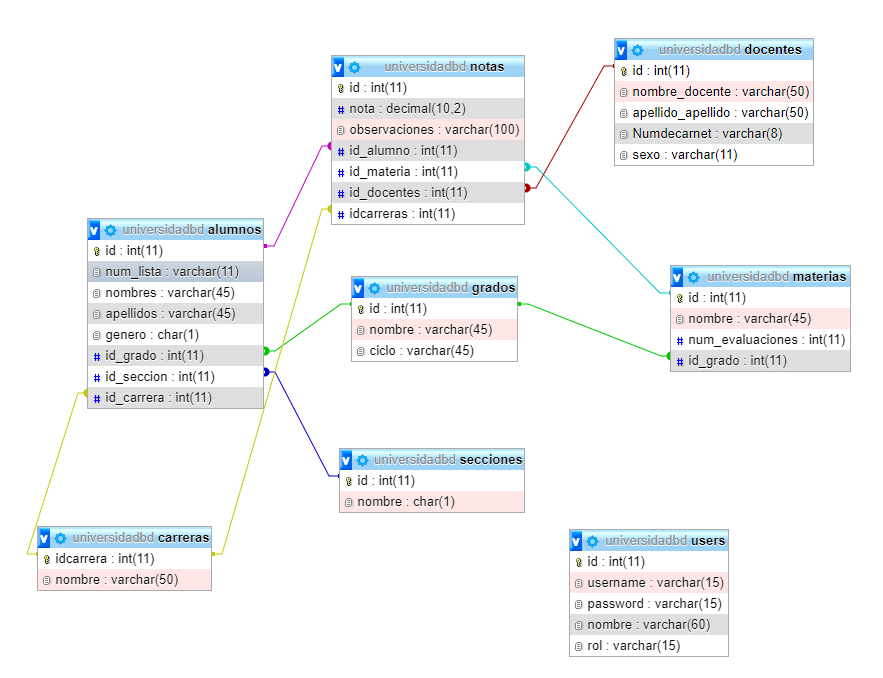 universidadbd notas
id : int(11)
nota : decimal(10,2)
observaciones : varchar(100)
id_alumno : int(11)
id_materia : int(11)
id_docentes : int(11)
idcarreras : int(11)
universidadbd docentes
id : int(11)
nombre_docente : varchar(50)
apellido_apellido : varchar(50)
Numdecarnet : varchar(8)
sexo : varchar(11)
universidadbd alumnos
id : int(11)
num_lista : varchar(11)
nombres : varchar(45)
apellidos : varchar(45)
genero : char(1)
id_grado : int(11)
id_seccion : int(11)
id_carrera : int(11)
universidadbd grados
id : int(11)
nombre : varchar(45)
ciclo : varchar(45)
universidadbd materias
id : int(11)
nombre : varchar(45)
num_evaluaciones : int(11)
id_grado : int(11)
universidadbd secciones
id : int(11)
nombre : char(1)
universidadbd carreras
idcarrera : int(11)
nombre : varchar(50)
universidadbd users
id : int(11)
username : varchar(15)
password : varchar(15)
nombre : varchar(60)
rol : varchar(15)